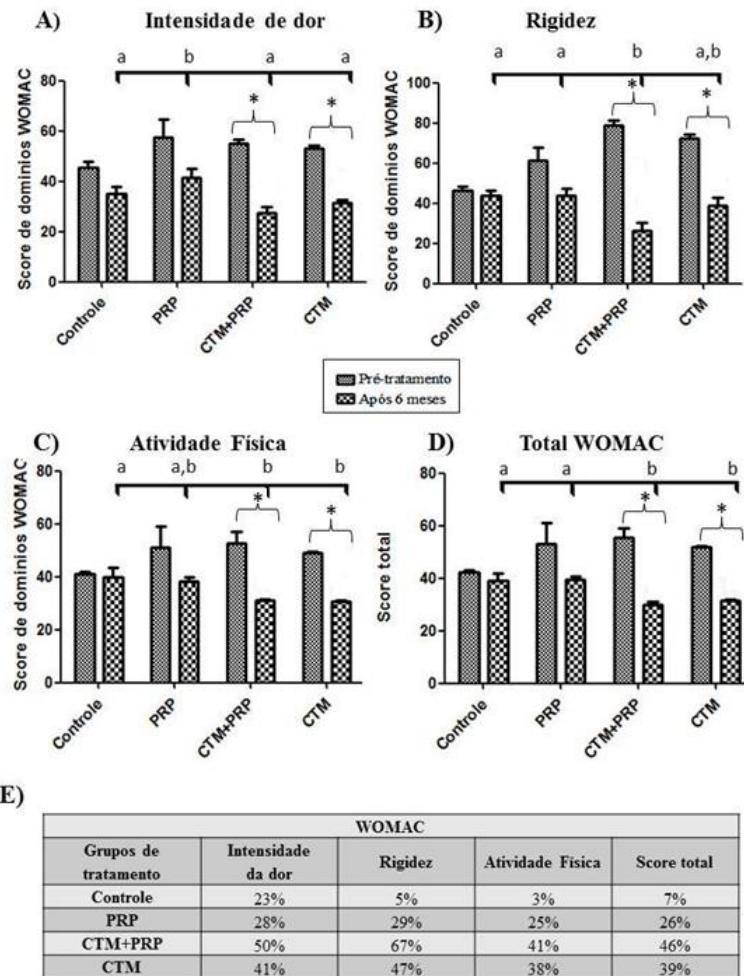 A) Intensidade de dor
a b a a
* *
Score de dominios WOMAC
80
60
40
20
0
Controle
PRP
CTM+PRP
CTM
B) Rigidez
a a b a,b
* *
Score de dominios WOMAC
100
80
60
40
20
0
Controle
PRP
CTM+PRP
CTM
Pré-tratamento
Após 6 meses
C) Atividade Física
a a,b b b
* *
Score de dominios WOMAC
80
60
40
20
0
Controle
PRP
CTM+PRP
CTM
D) Total WOMAC
a a b b
* *
Score total
80
60
40
20
0
Controle
PRP
CTM+PRP
CTM
E)
WOMAC
Grupos de tratamento Intensidade da dor Rigidez Atividade Física Score total
Controle 23% 5% 3% 7%
PRP 28% 29% 25% 26%
CTM+PRP 50% 67% 41% 46%
CTM 41% 47% 38% 39%